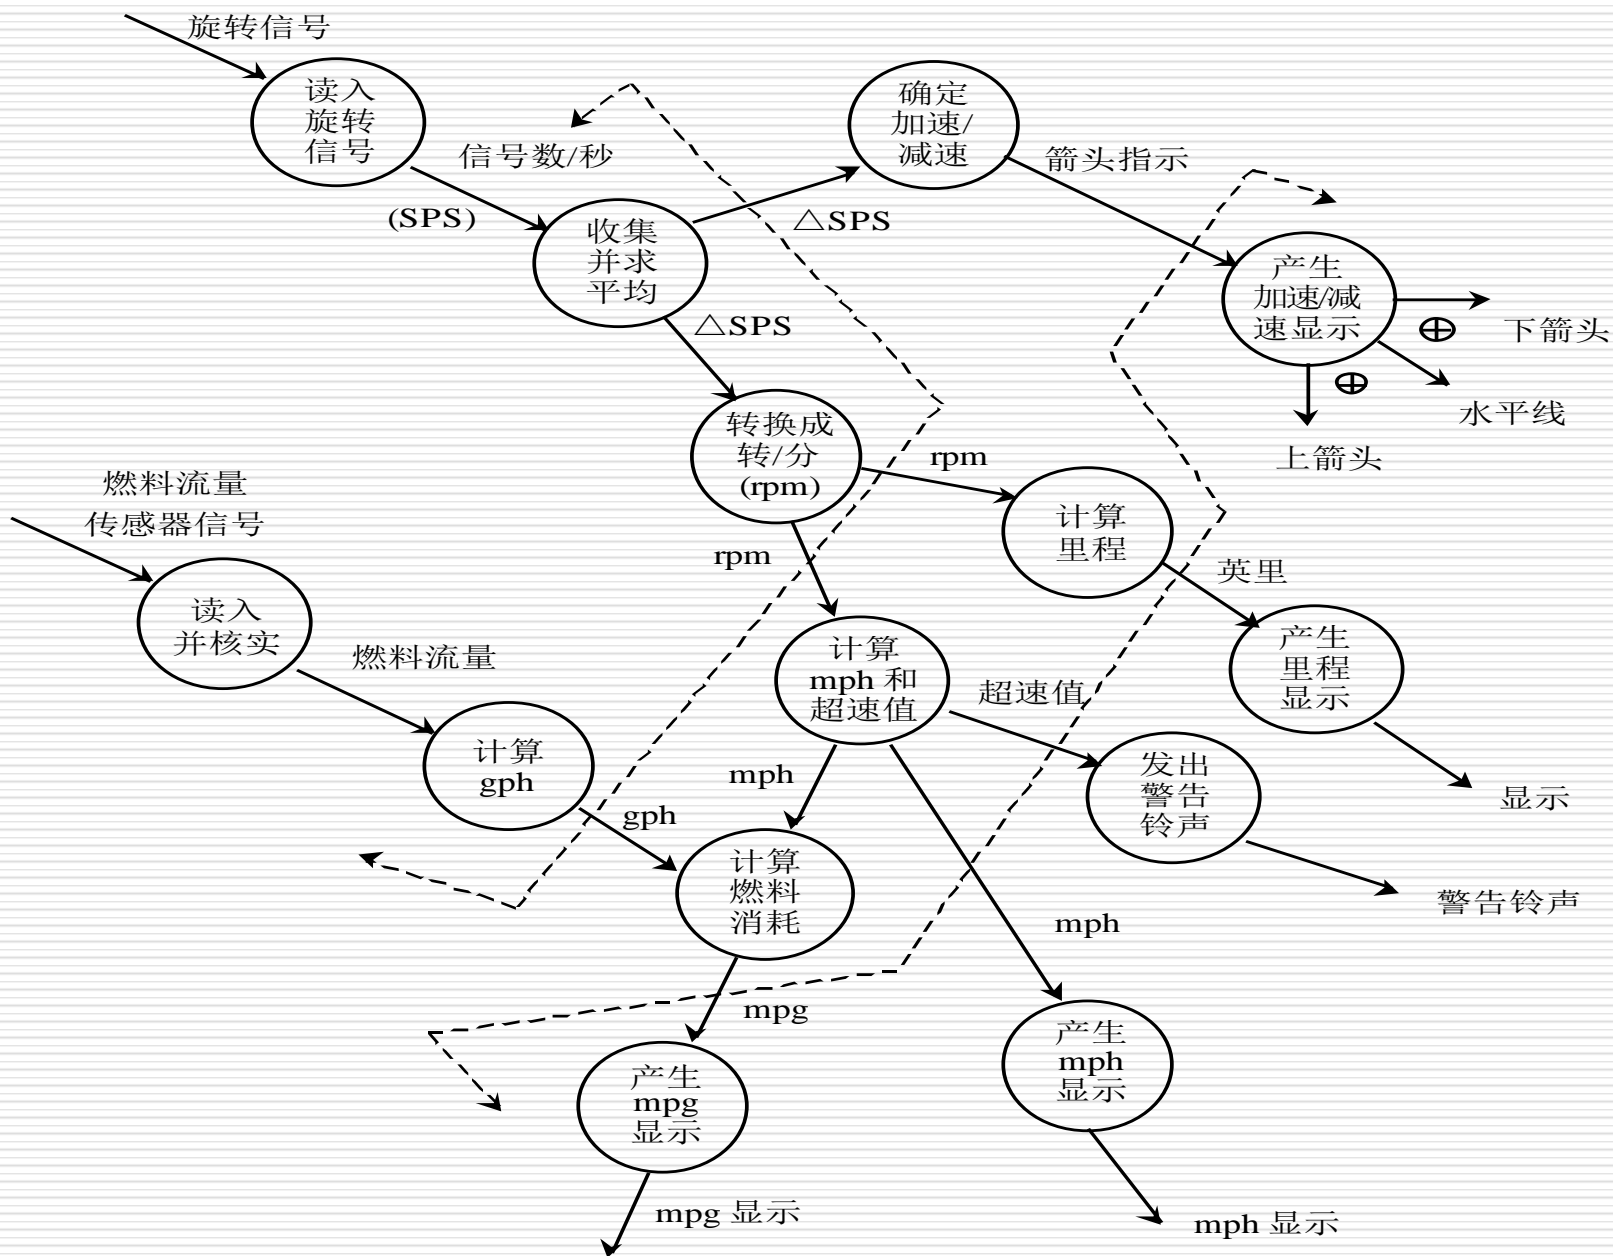 旋转信号
读入
旋转
信号
信号数/秒
(SPS)
收集
并求
平均
△SPS
确定
加速/
减速
箭头指示
产生
加速/减
速显示
下箭头
水平线
上箭头
△SPS
转换成
转/分
(rpm)
rpm
计算
里程
英里
产生
里程
显示
显示
rpm
燃料流量
传感器信号
读入
并核实
燃料流量
计算
gph
gph
计算
mph 和
超速值
超速值
发出
警告
铃声
警告铃声
mph
计算
燃料
消耗
mph
mpg
产生
mpg
显示
mpg 显示
产生
mph
显示
mph 显示